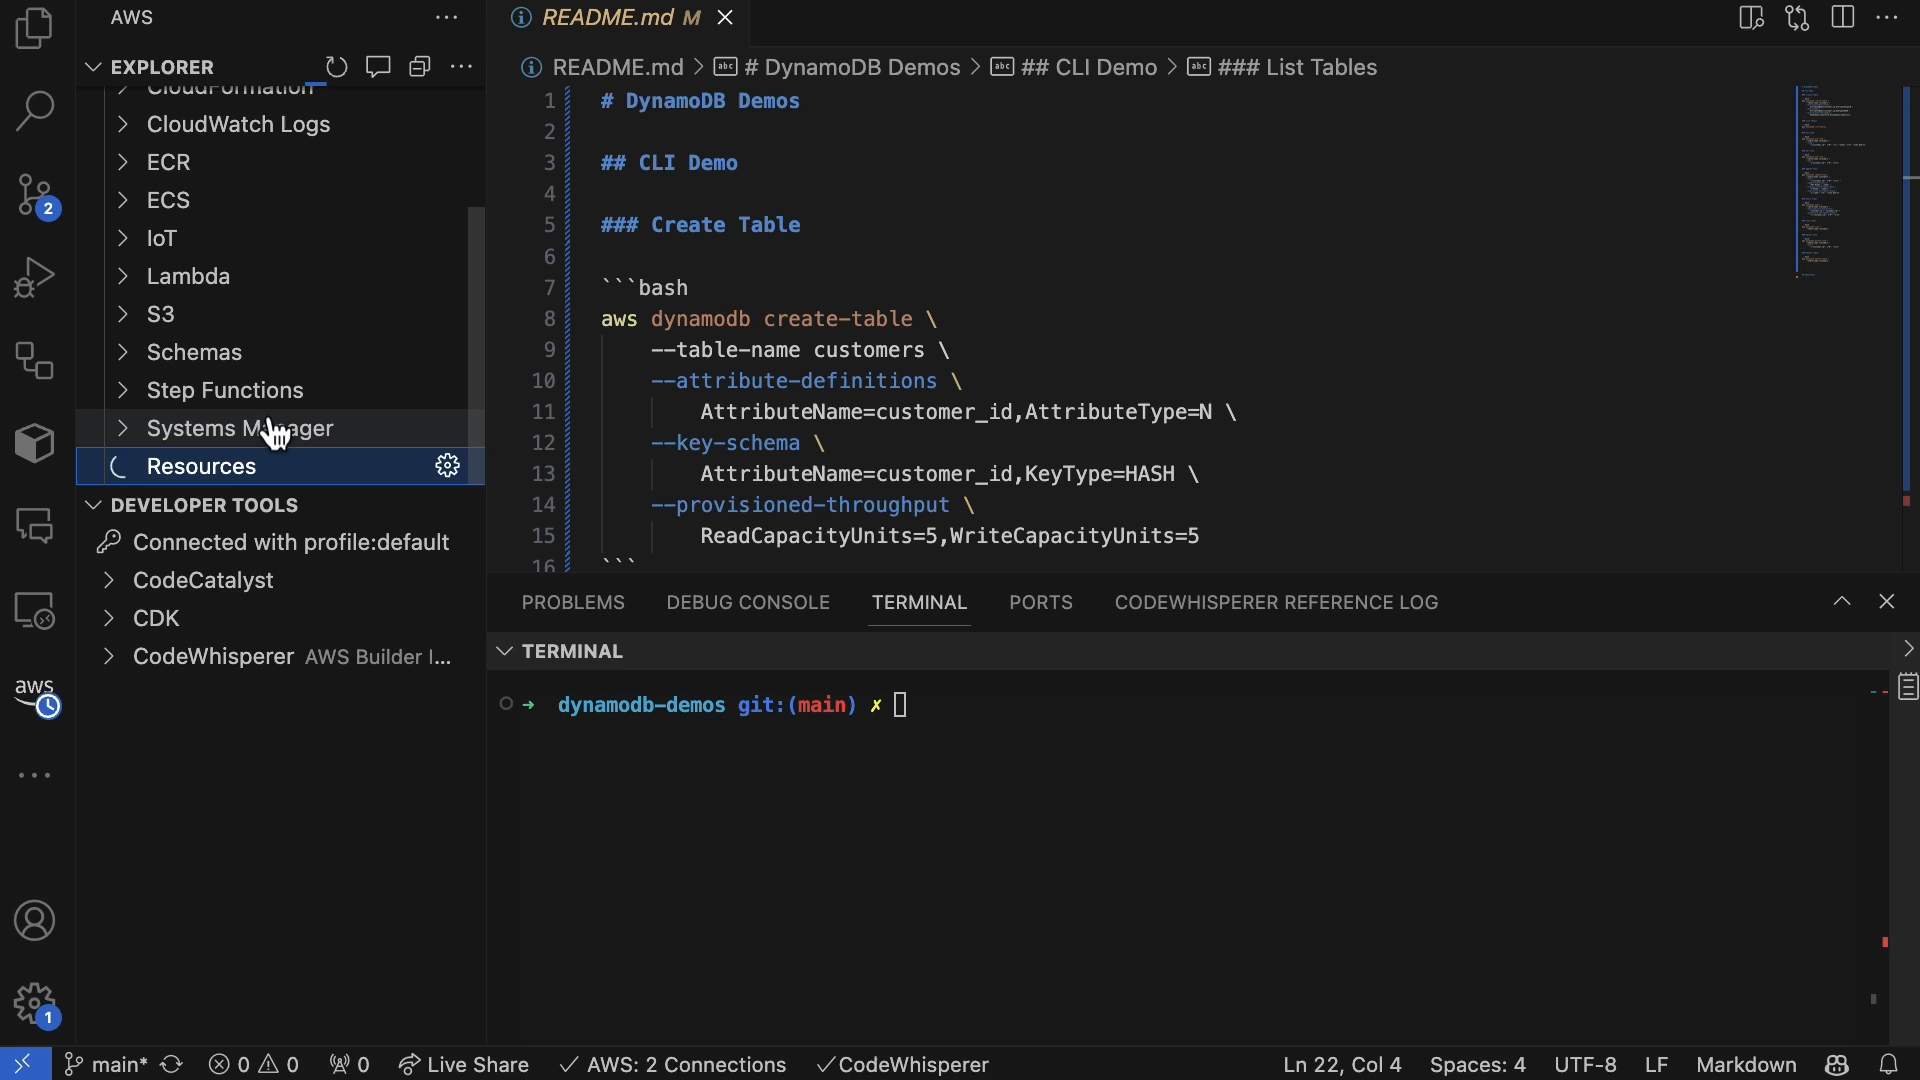 AWS
EXPLORER
CloudFormation
CloudWatch Logs
ECR
ECS
IoT
Lambda
S3
Schemas
Step Functions
Systems Manager
Resources
DEVELOPER TOOLS
Connected with profile:default
CodeCatalyst
CDK
CodeWhisperer AWS Builder I...
2
aws
1
README.md M
README.md > # DynamoDB Demos > ## CLI Demo > ### List Tables
1 # DynamoDB Demos
2
3 ## CLI Demo
4
5 ### Create Table
6
7 ```bash
8 aws dynamodb create-table \
9 --table-name customers \
10 --attribute-definitions \
11 AttributeName=customer_id,AttributeType=N \
12 --key-schema \
13 AttributeName=customer_id,KeyType=HASH \
14 --provisioned-throughput \
15 ReadCapacityUnits=5,WriteCapacityUnits=5
16 ```
PROBLEMS DEBUG CONSOLE TERMINAL PORTS CODEWHISPERER REFERENCE LOG
TERMINAL
→ dynamodb-demos git:(main) ✗
main* 0 0 0 Live Share AWS: 2 Connections CodeWhisperer Ln 22, Col 4 Spaces: 4 UTF-8 LF Markdown